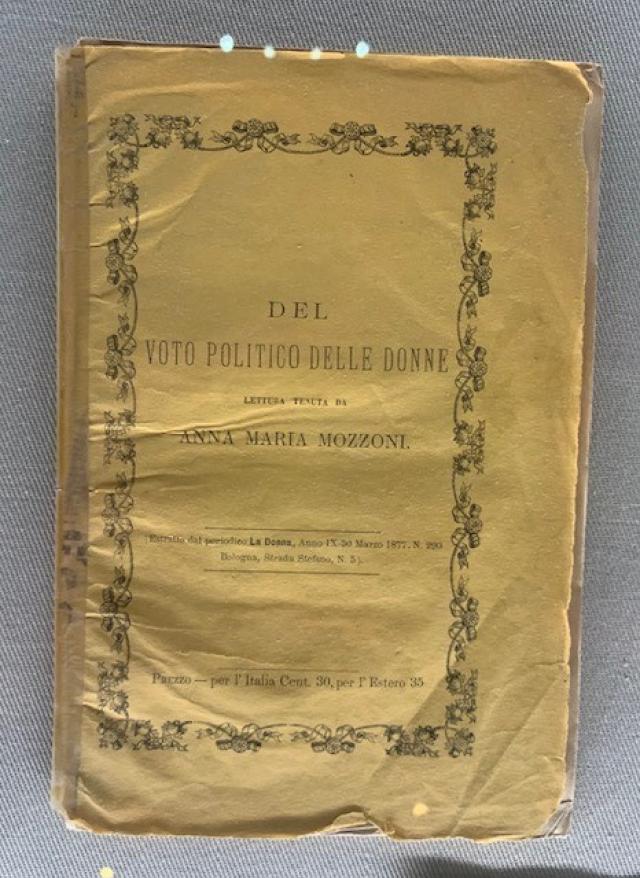 DEL
VOTO POLITICO DELLE DONNE
LETTURA TENUTA DA
ANNA MARIA MOZZONI.
(Estratto dal periodico La Donna, Anno IX-30 Marzo 1877. N. 290
Bologna, Strada Stefano, N. 5).
PREZZO — per l' Italia Cent. 30, per l' Estero 35